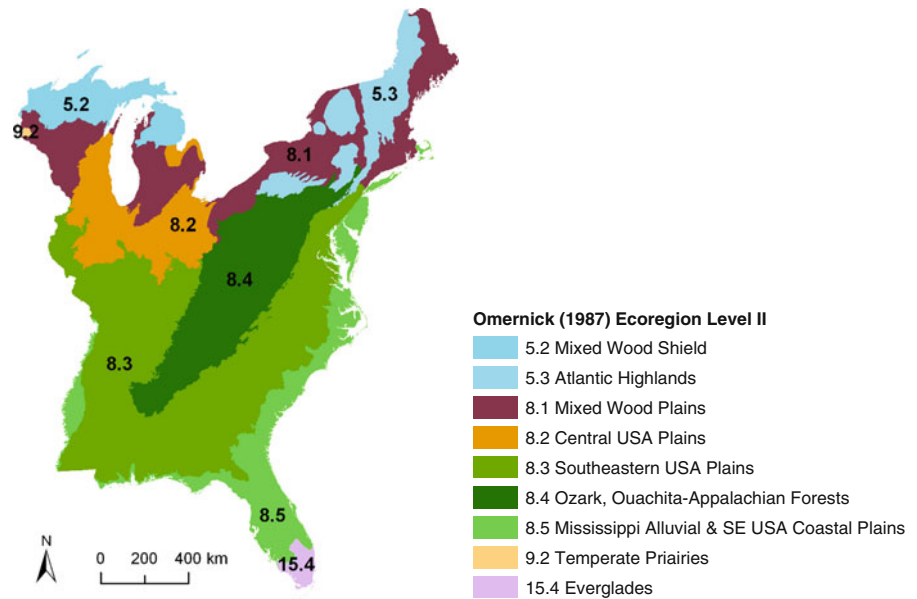 5.2
5.3
9.2
8.1
8.2
8.4
8.3
8.5
15.4
N
0 200 400 km
Omernick (1987) Ecoregion Level II
5.2 Mixed Wood Shield
5.3 Atlantic Highlands
8.1 Mixed Wood Plains
8.2 Central USA Plains
8.3 Southeastern USA Plains
8.4 Ozark, Ouachita-Appalachian Forests
8.5 Mississippi Alluvial & SE USA Coastal Plains
9.2 Temperate Priairies
15.4 Everglades